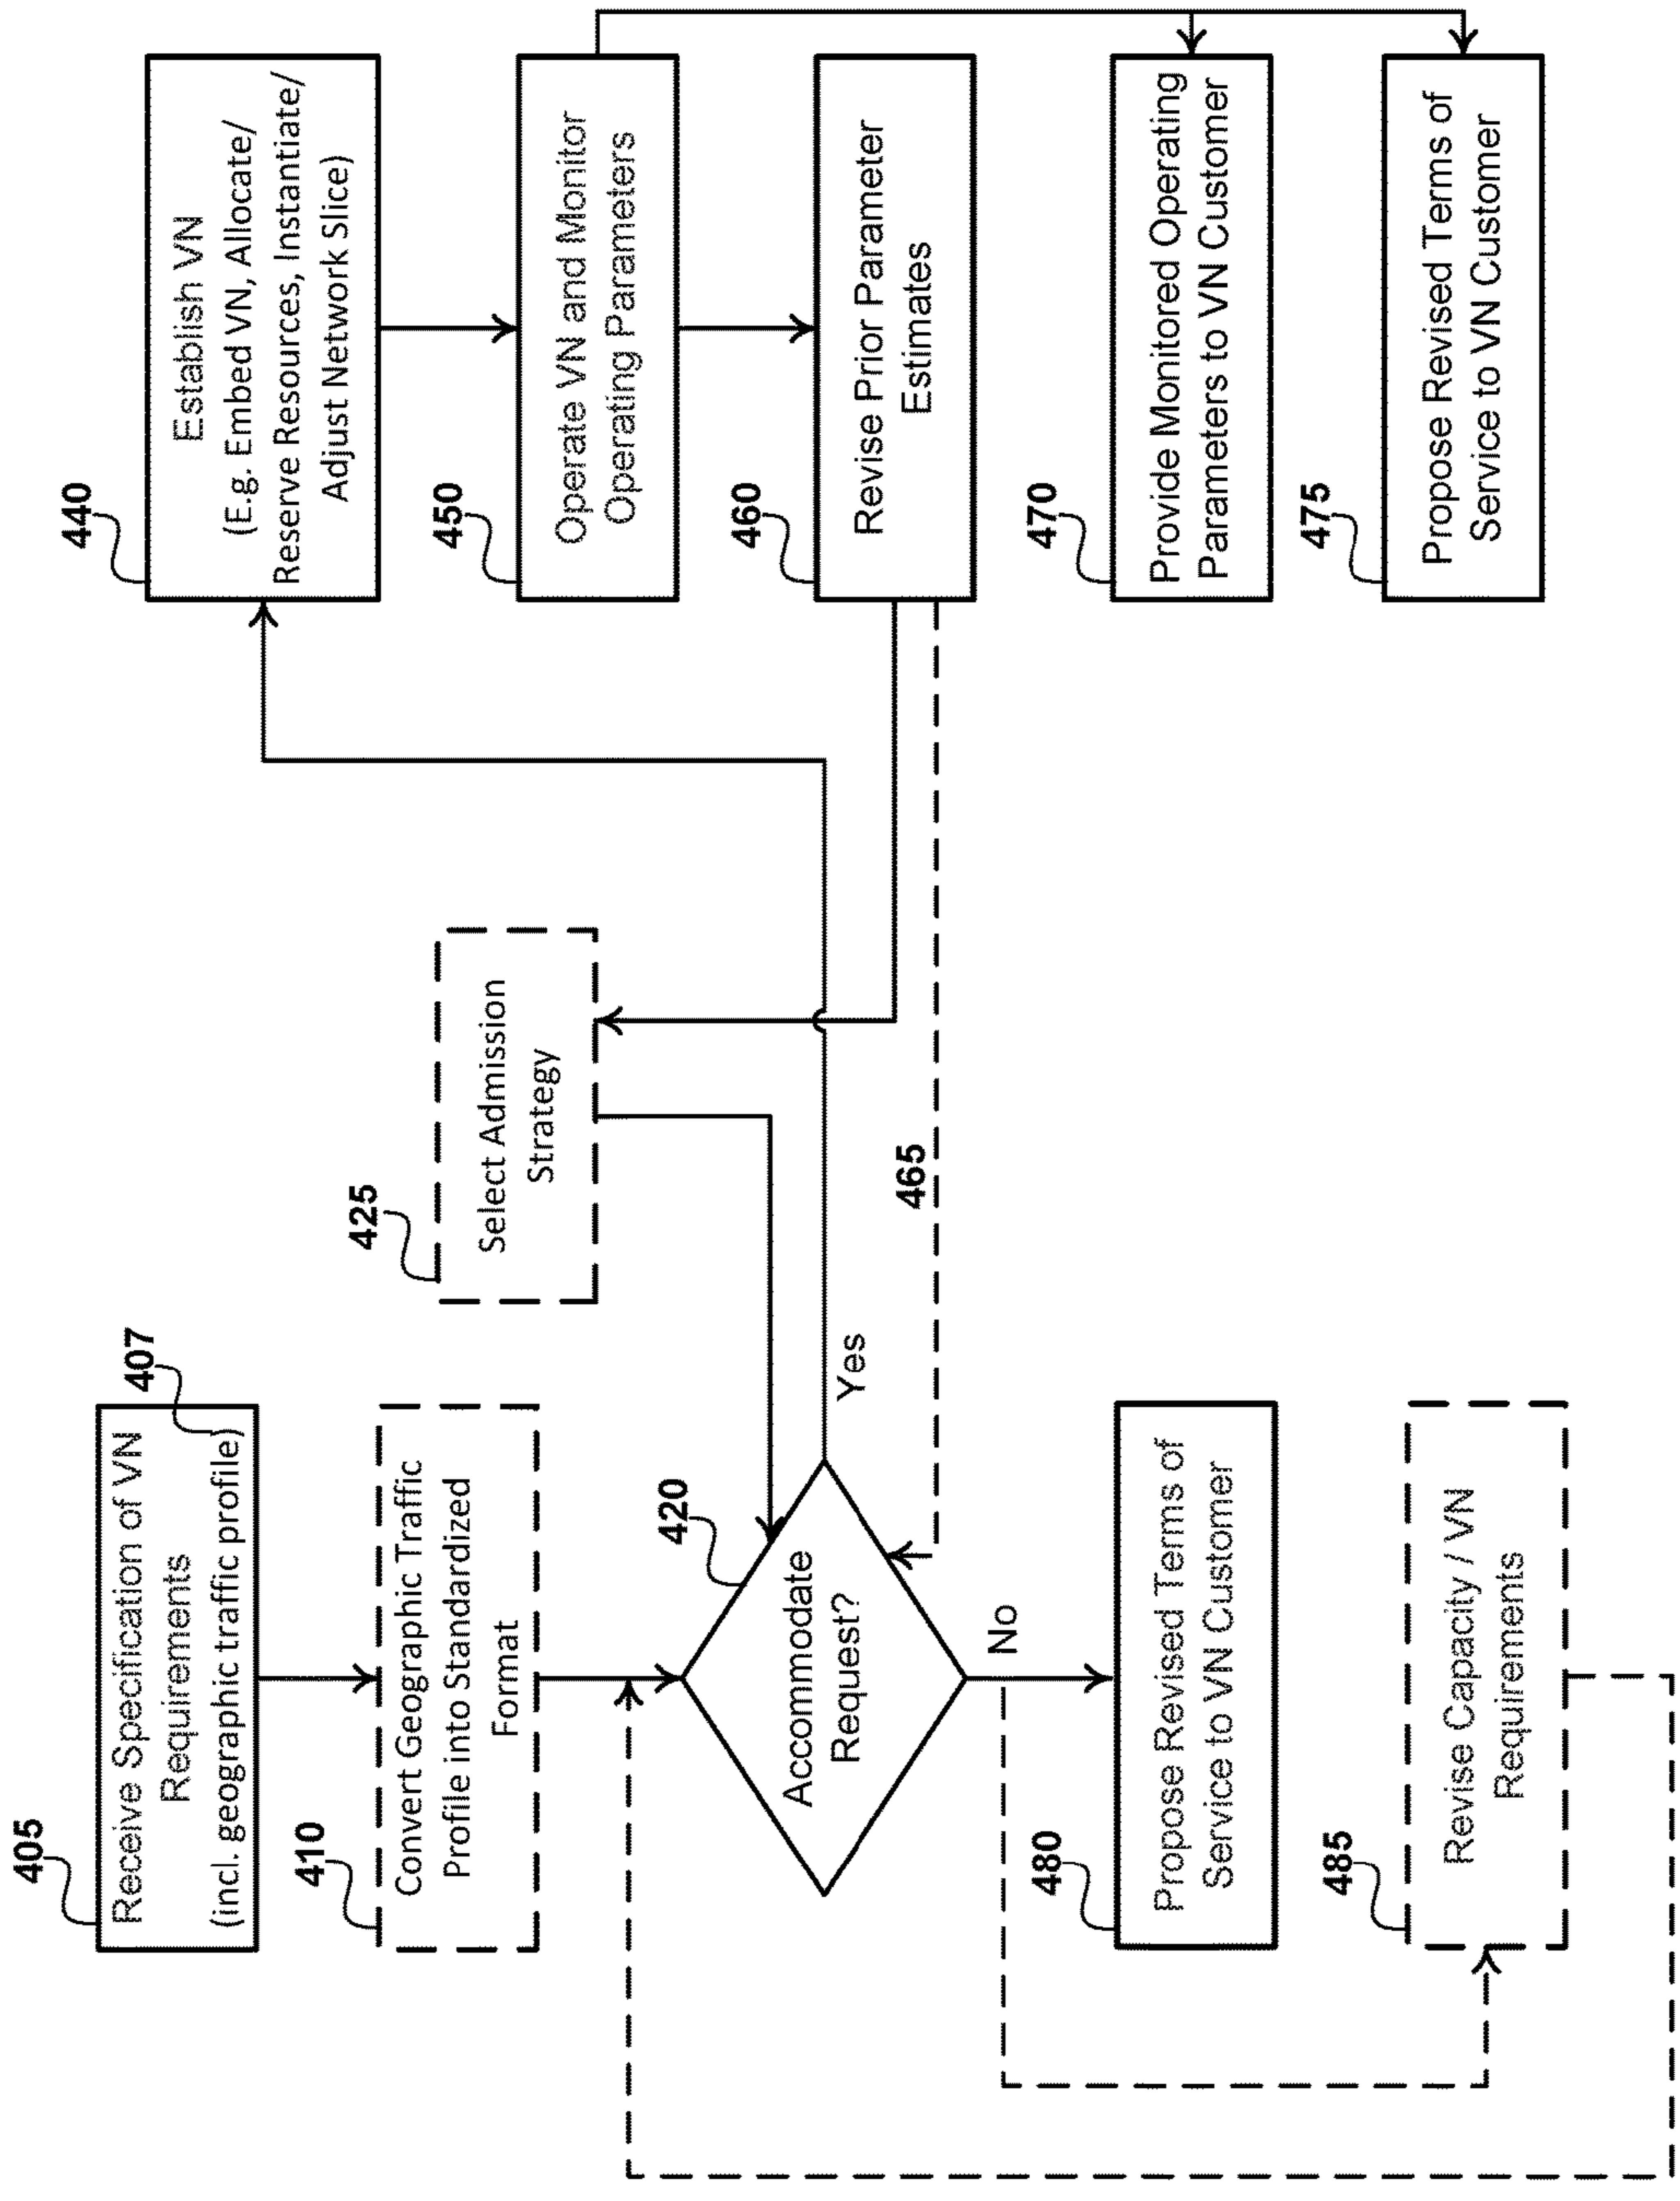 405
Receive Specification of VN
Requirements
(incl. geographic traffic profile)
407
410
Convert Geographic Traffic
Profile into Standardized
Format
420
Accommodate
Request?
Yes
No
425
Select Admission
Strategy
465
480
Propose Revised Terms of
Service to VN Customer
485
Revise Capacity / VN
Requirements
440
Establish VN
(E.g. Embed VN, Allocate/
Reserve Resources, Instantiate/
Adjust Network Slice)
450
Operate VN and Monitor
Operating Parameters
460
Revise Prior Parameter
Estimates
470
Provide Monitored Operating
Parameters to VN Customer
475
Propose Revised Terms of
Service to VN Customer